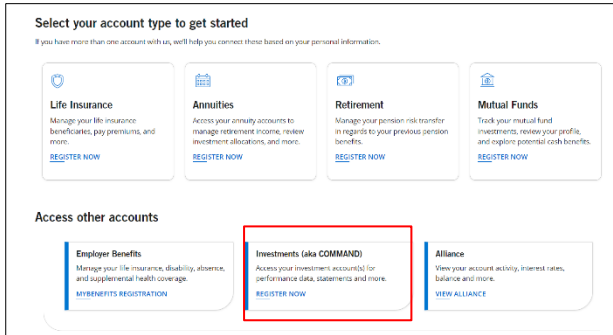 Select your account type to get started
If you have more than one account with us, we'll help you connect these based on your personal information.
Life Insurance
Manage your life insurance
beneficiaries, pay premiums, and
more.
REGISTER NOW
Annuities
Access your annuity accounts to
manage retirement income, review
investment allocations, and more.
REGISTER NOW
Retirement
Manage your pension risk transfer
in regards to your previous pension
benefits.
REGISTER NOW
Mutual Funds
Track your mutual fund
investments, review your profile,
and explore potential cash benefits.
REGISTER NOW
Access other accounts
Employer Benefits
Manage your life insurance, disability, absence,
and supplemental health coverage.
MYBENEFITS REGISTRATION
Investments (aka COMMAND)
Access your investment account(s) for
performance data, statements and more.
REGISTER NOW
Alliance
View your account activity, interest rates,
balance and more.
VIEW ALLIANCE